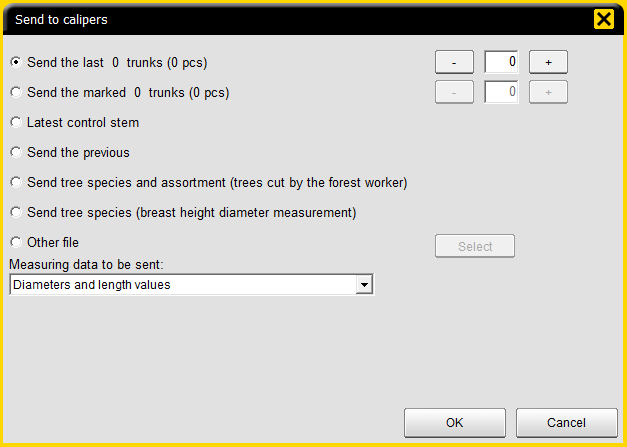 Send to calipers
Send the last 0 trunks (0 pcs) - 0 +
Send the marked 0 trunks (0 pcs) - 0 +
Latest control stem
Send the previous
Send tree species and assortment (trees cut by the forest worker)
Send tree species (breast height diameter measurement)
Other file Select
Measuring data to be sent:
Diameters and length values
OK Cancel